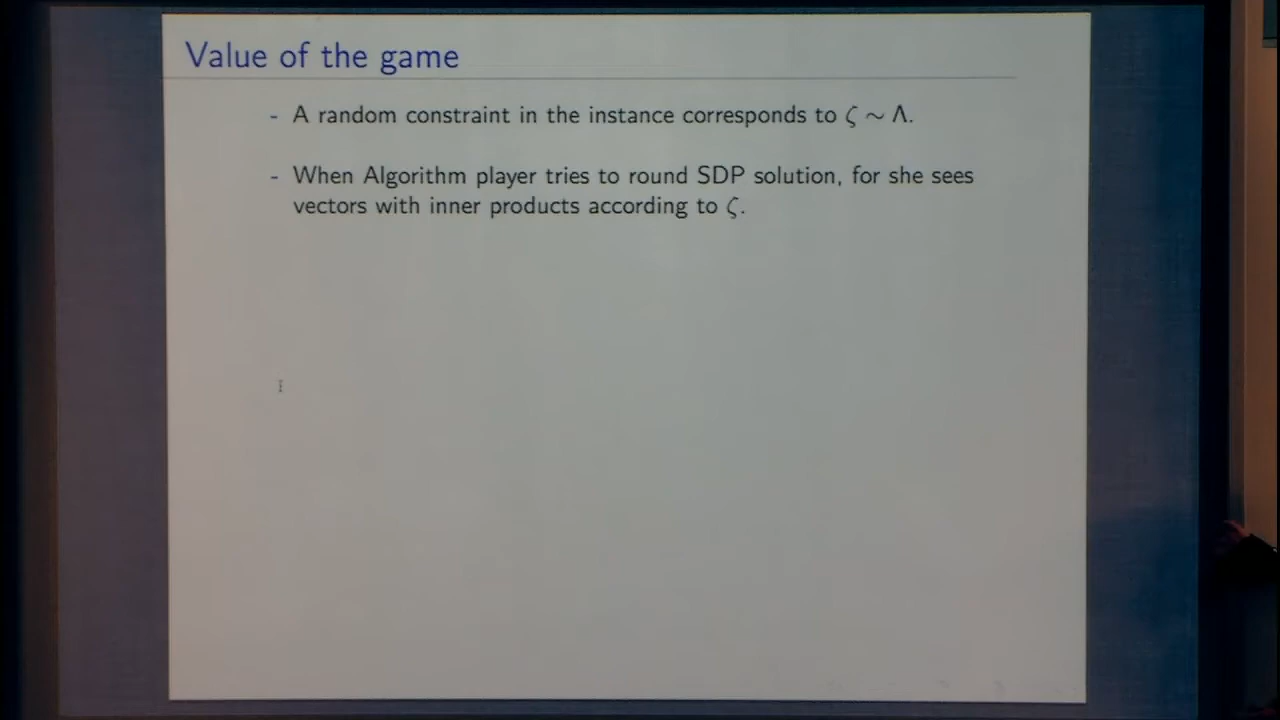 Value of the game
- A random constraint in the instance corresponds to ζ ∼ Λ.
- When Algorithm player tries to round SDP solution, for she sees
vectors with inner products according to ζ.